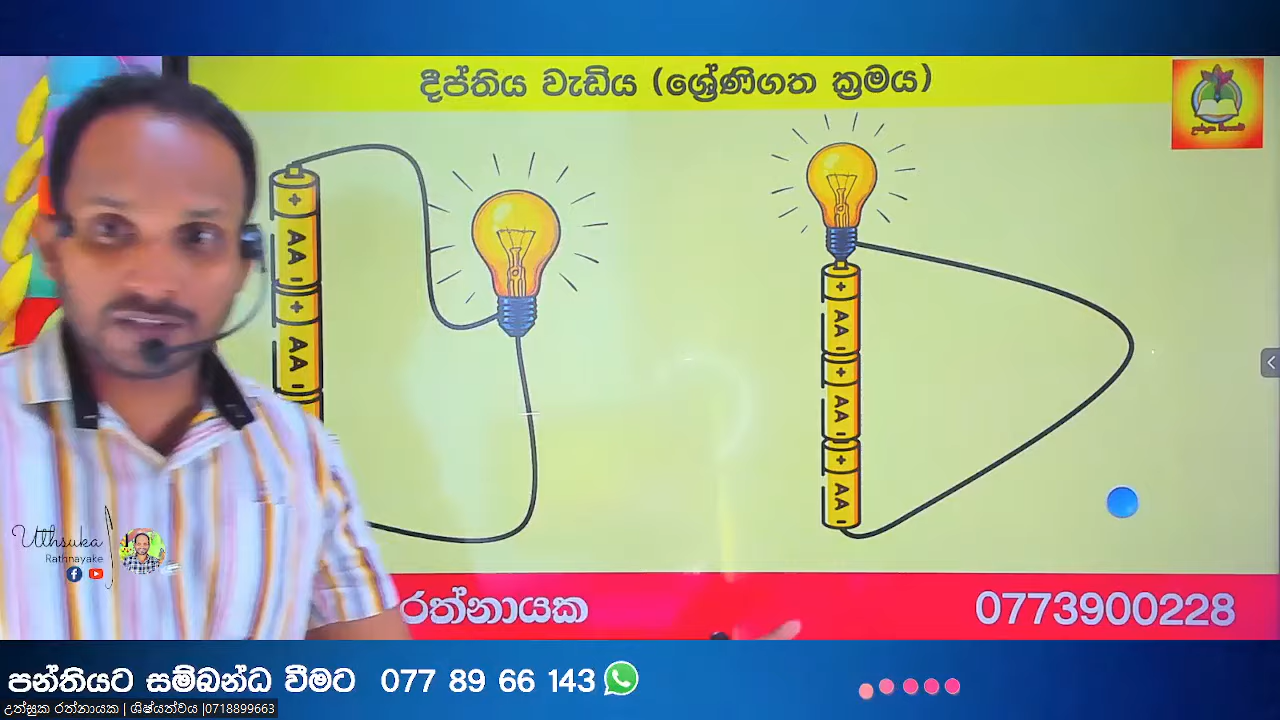 දීප්තිය වැඩිය (ශ්‍රේණිගත ක්‍රමය)
+
AA
-
+
AA
-
+
AA
-
+
AA
-
+
AA
-
Utthsuka
Rathnayake
රත්නායක 0773900228
පන්තියට සම්බන්ධ වීමට 077 89 66 143
උත්සුක රත්නායක | ශිෂ්‍යත්වය |0718899663